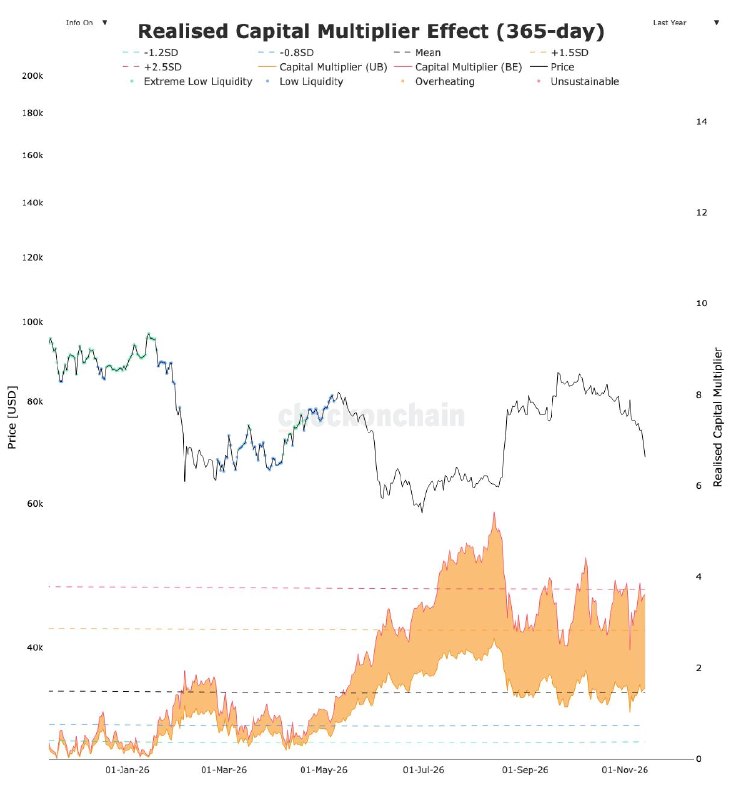 Info On ▼
Realised Capital Multiplier Effect (365-day)
Last Year ▼
-1.2SD -0.8SD Mean +1.5SD
+2.5SD Capital Multiplier (UB) Capital Multiplier (BE) Price
Extreme Low Liquidity Low Liquidity Overheating Unsustainable
200k
180k
160k
140k
120k
100k
80k
60k
40k
Price [USD]
checkonchain
14
12
10
8
6
4
2
0
Realised Capital Multiplier
01-Jan-26 01-Mar-26 01-May-26 01-Jul-26 01-Sep-26 01-Nov-26